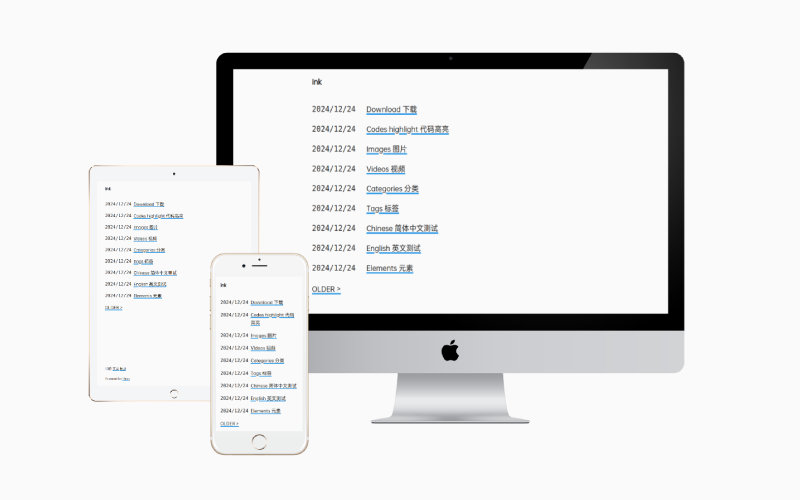 ink
2024/12/24 Download 下载
2024/12/24 Codes highlight 代码高亮
2024/12/24 Images 图片
2024/12/24 Videos 视频
2024/12/24 Categories 分类
2024/12/24 Tags 标签
2024/12/24 Chinese 简体中文测试
2024/12/24 English 英文测试
2024/12/24 Elements 元素
OLDER >
ink
2024/12/24 Download 下载
2024/12/24 Codes highlight 代码高亮
2024/12/24 Images 图片
2024/12/24 Videos 视频
2024/12/24 Categories 分类
2024/12/24 Tags 标签
2024/12/24 Chinese 简体中文测试
2024/12/24 English 英文测试
2024/12/24 Elements 元素
OLDER >
ink
2024/12/24 Download 下载
2024/12/24 Codes highlight 代码
高亮
2024/12/24 Images 图片
2024/12/24 Videos 视频
2024/12/24 Categories 分类
2024/12/24 Tags 标签
2024/12/24 Chinese 简体中文测试
2024/12/24 English 英文测试
2024/12/24 Elements 元素
OLDER >